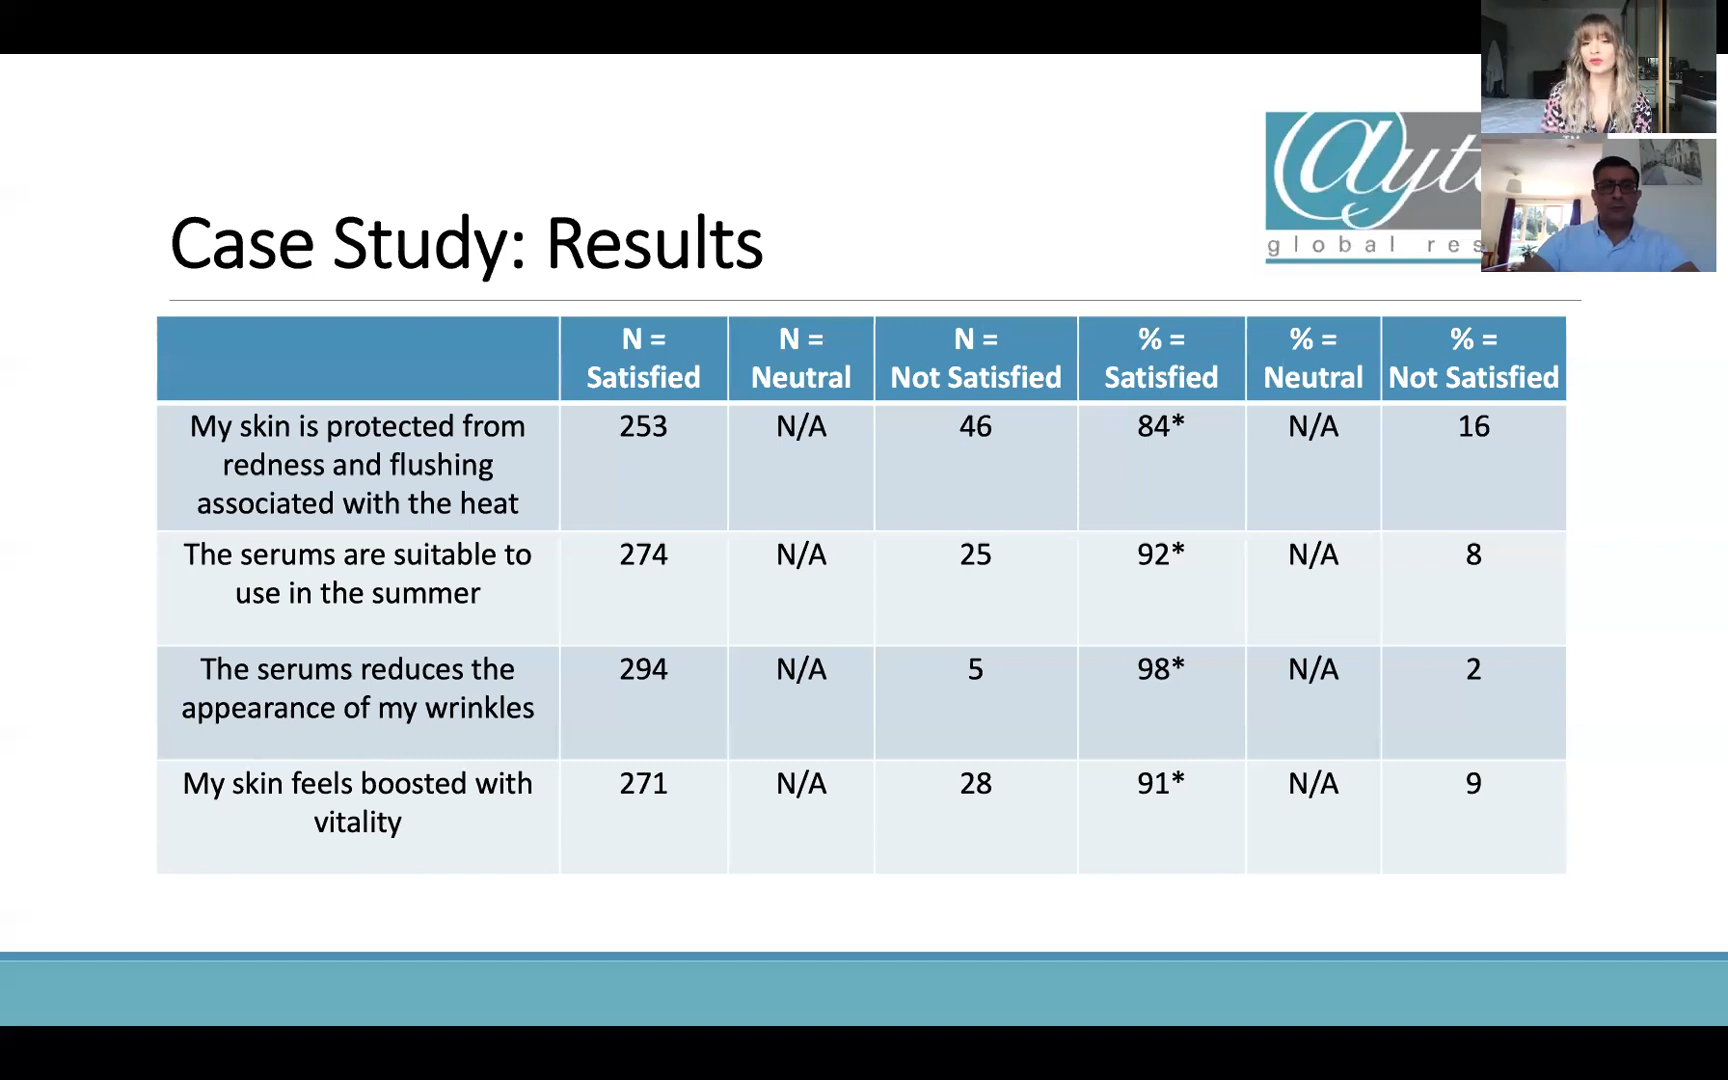 @yt
global res
Case Study: Results
N =
Satisfied
N =
Neutral
N =
Not Satisfied
% =
Satisfied
% =
Neutral
% =
Not Satisfied
My skin is protected from
redness and flushing
associated with the heat
253
N/A
46
84*
N/A
16
The serums are suitable to
use in the summer
274
N/A
25
92*
N/A
8
The serums reduces the
appearance of my wrinkles
294
N/A
5
98*
N/A
2
My skin feels boosted with
vitality
271
N/A
28
91*
N/A
9